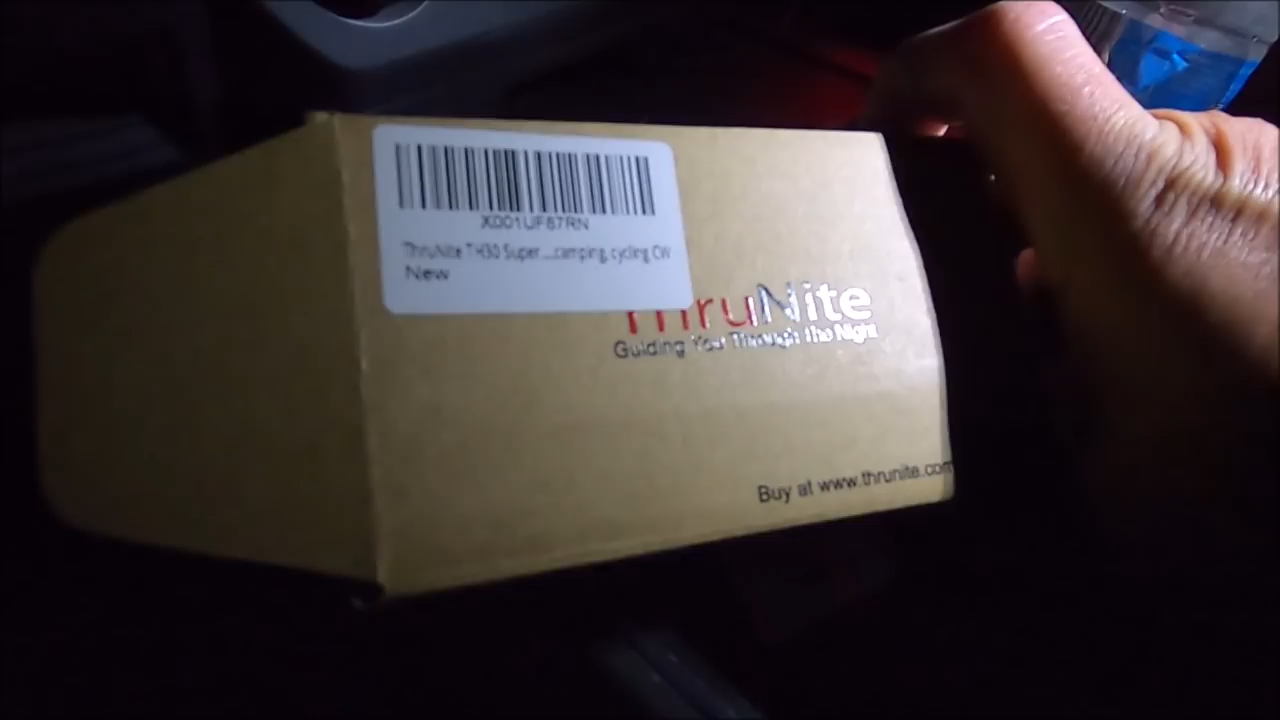 X001UF87RN
ThruNite TH30 Super....camping, cycling CW
New
ThruNite
Guiding You Through The Night
Buy at www.thrunite.com